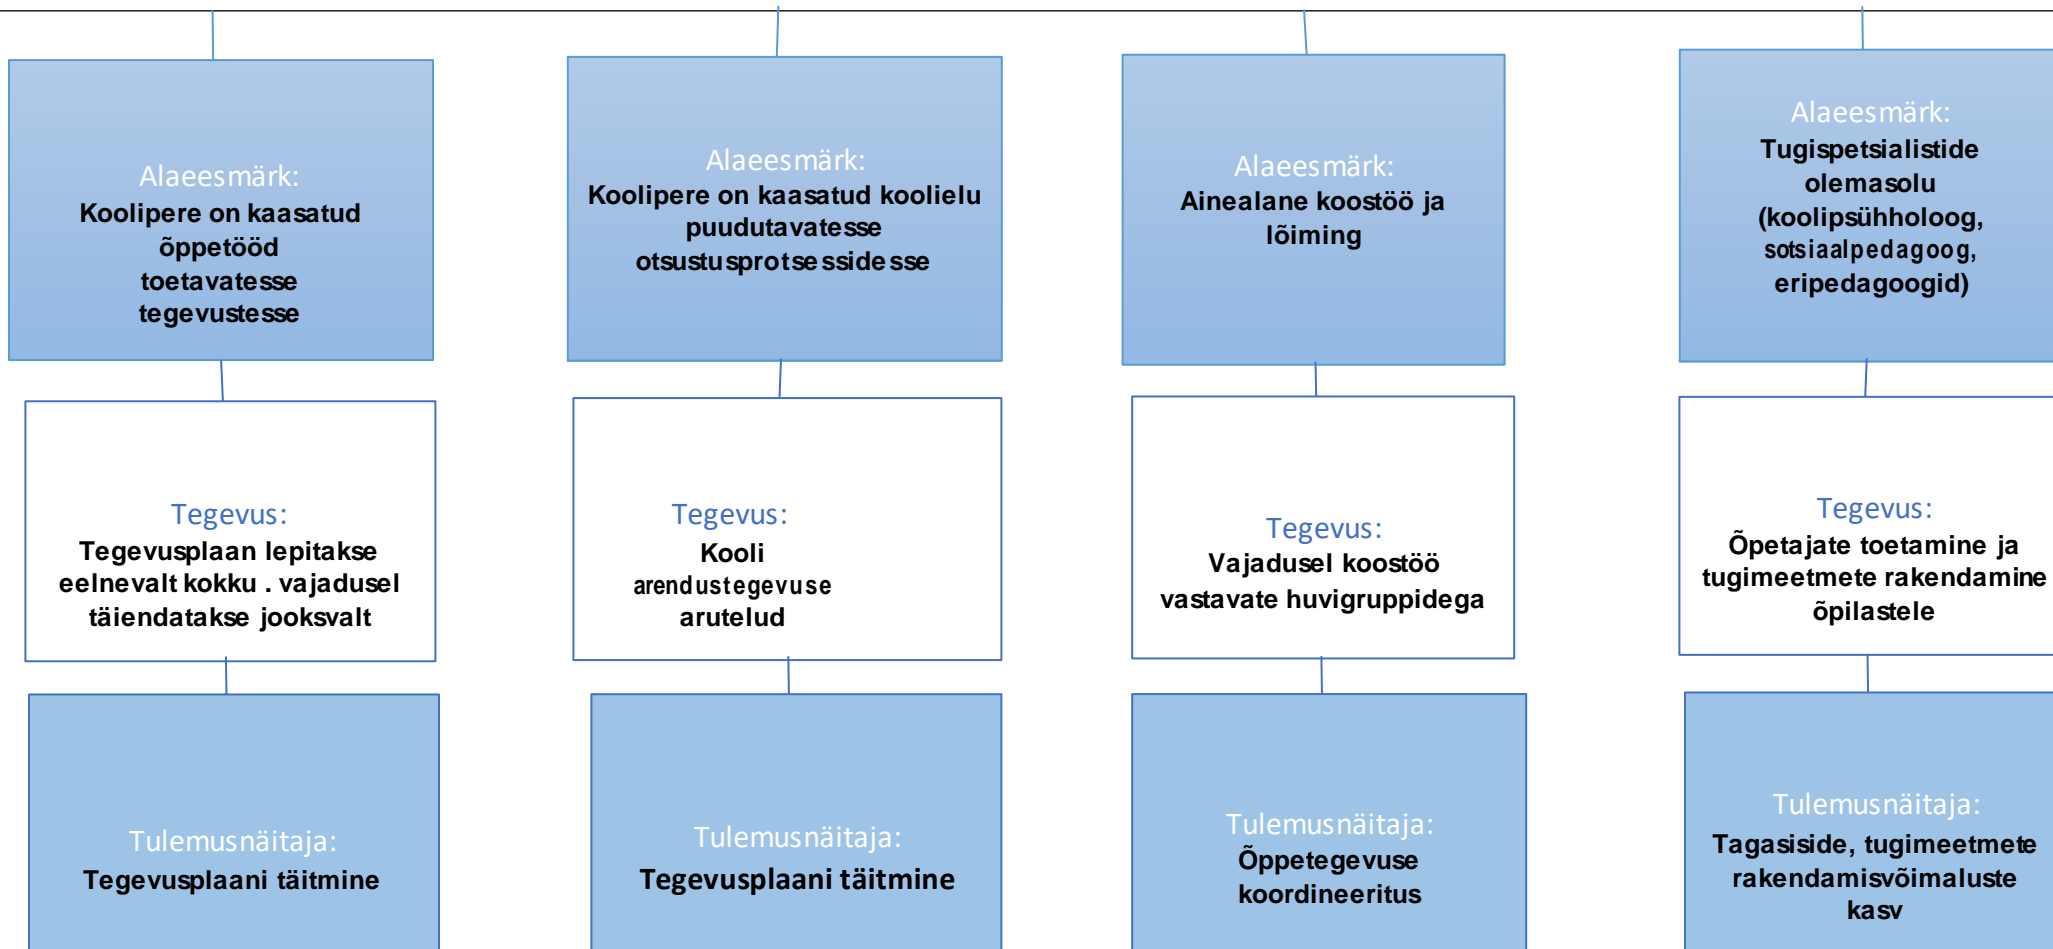 Alaeesmärk:
Koolipere on kaasatud
õppetööd
toetavatesse
tegevustesse
Tegevus:
Tegevusplaan lepitakse
eelnevalt kokku . vajadusel
täiendatakse jooksvalt
Tulemusnäitaja:
Tegevusplaani täitmine
Alaeesmärk:
Koolipere on kaasatud koolielu
puudutavatesse
otsustusprotsessidesse
Tegevus:
Kooli
arendustegevuse
arutelud
Tulemusnäitaja:
Tegevusplaani täitmine
Alaeesmärk:
Ainealane koostöö ja
lõiming
Tegevus:
Vajadusel koostöö
vastavate huvigruppidega
Tulemusnäitaja:
Õppetegevuse
koordineeritus
Alaeesmärk:
Tugispetsialistide
olemasolu
(koolipsühholoog,
sotsiaalpedagoog,
eripedagoogid)
Tegevus:
Õpetajate toetamine ja
tugimeetmete rakendamine
õpilastele
Tulemusnäitaja:
Tagasiside, tugimeetmete
rakendamisvõimaluste
kasv